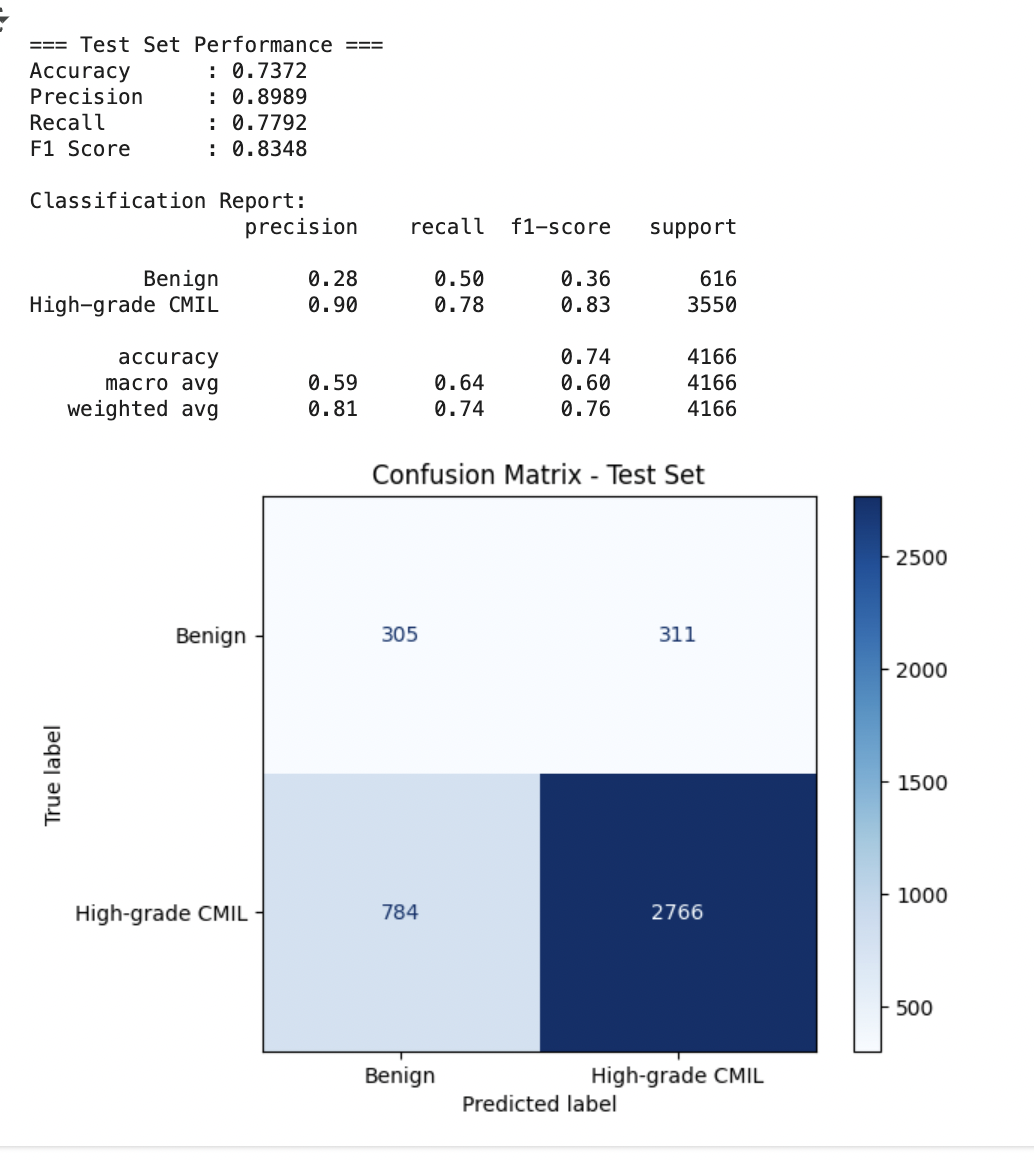 === Test Set Performance ===
Accuracy : 0.7372
Precision : 0.8989
Recall : 0.7792
F1 Score : 0.8348
Classification Report:
precision recall f1-score support
Benign 0.28 0.50 0.36 616
High-grade CMIL 0.90 0.78 0.83 3550
accuracy 0.74 4166
macro avg 0.59 0.64 0.60 4166
weighted avg 0.81 0.74 0.76 4166
Confusion Matrix - Test Set
2500
Benign 305 311
2000
True label
1500
1000
High-grade CMIL 784 2766
500
Benign High-grade CMIL
Predicted label